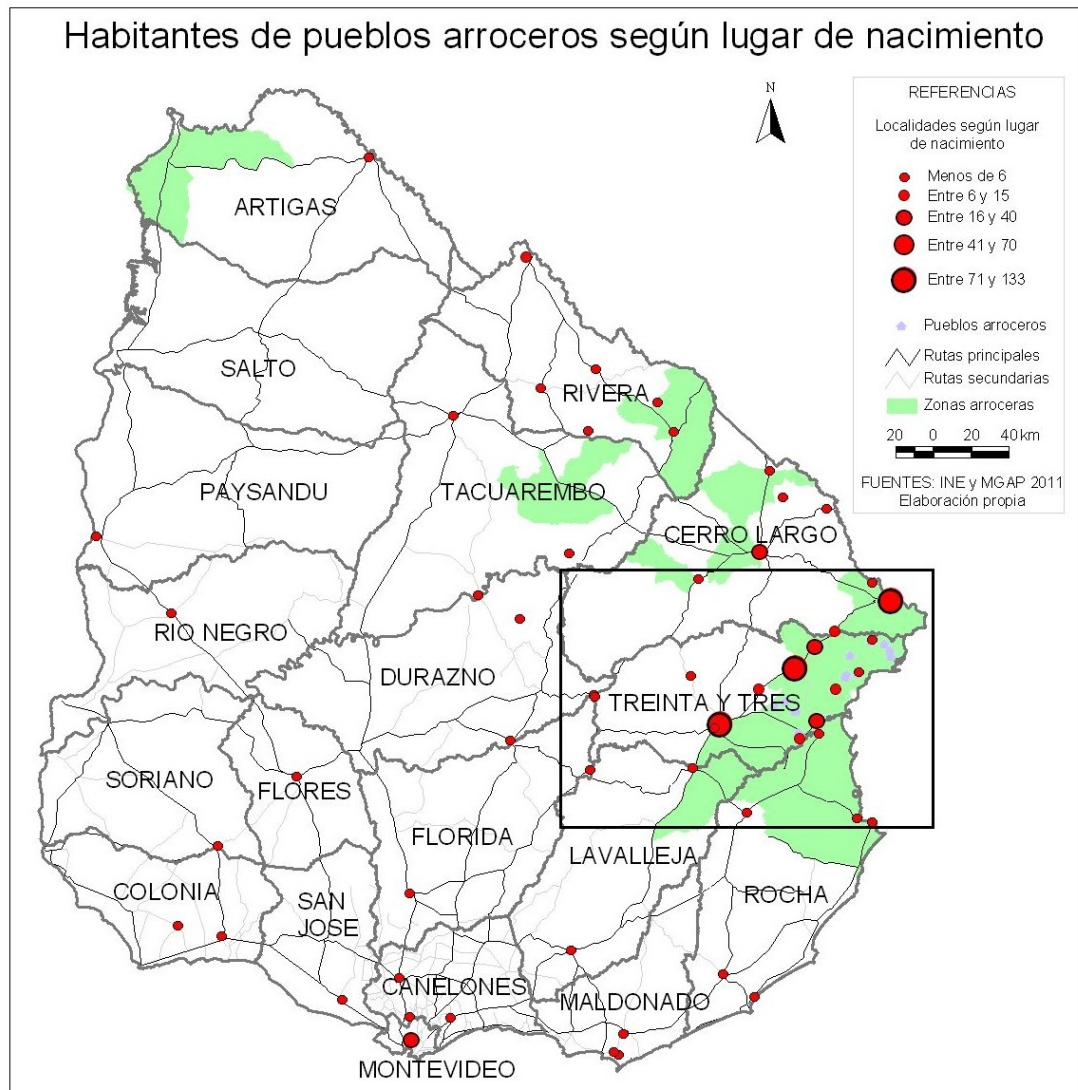 Habitantes de pueblos arroceros según lugar de nacimiento
N
REFERENCIAS
Localidades según lugar
de nacimiento
Menos de 6
Entre 6 y 15
Entre 16 y 40
Entre 41 y 70
Entre 71 y 133
Pueblos arroceros
Rutas principales
Rutas secundarias
Zonas arroceras
20 0 20 40 km
FUENTES: INE y MGAP 2011
Elaboración propia
ARTIGAS
SALTO
RIVERA
PAYSANDU
TACUAREMBO
CERRO LARGO
RIO NEGRO
DURAZNO
TREINTA Y TRES
SORIANO
FLORES
FLORIDA
LAVALLEJA
COLONIA
SAN
JOSE
ROCHA
CANELONES
MALDONADO
MONTEVIDEO